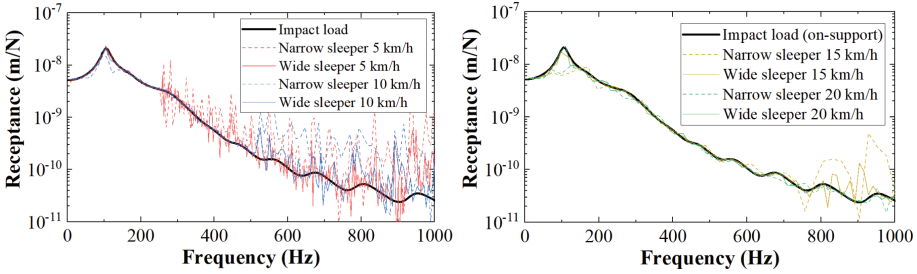 Receptance (m/N)
10^-7
10^-8
10^-9
10^-10
10^-11
Impact load
Narrow sleeper 5 km/h
Wide sleeper 5 km/h
Narrow sleeper 10 km/h
Wide sleeper 10 km/h
0 200 400 600 800 1000
Frequency (Hz)
Receptance (m/N)
10^-7
10^-8
10^-9
10^-10
10^-11
Impact load (on-support)
Narrow sleeper 15 km/h
Wide sleeper 15 km/h
Narrow sleeper 20 km/h
Wide sleeper 20 km/h
0 200 400 600 800 1000
Frequency (Hz)